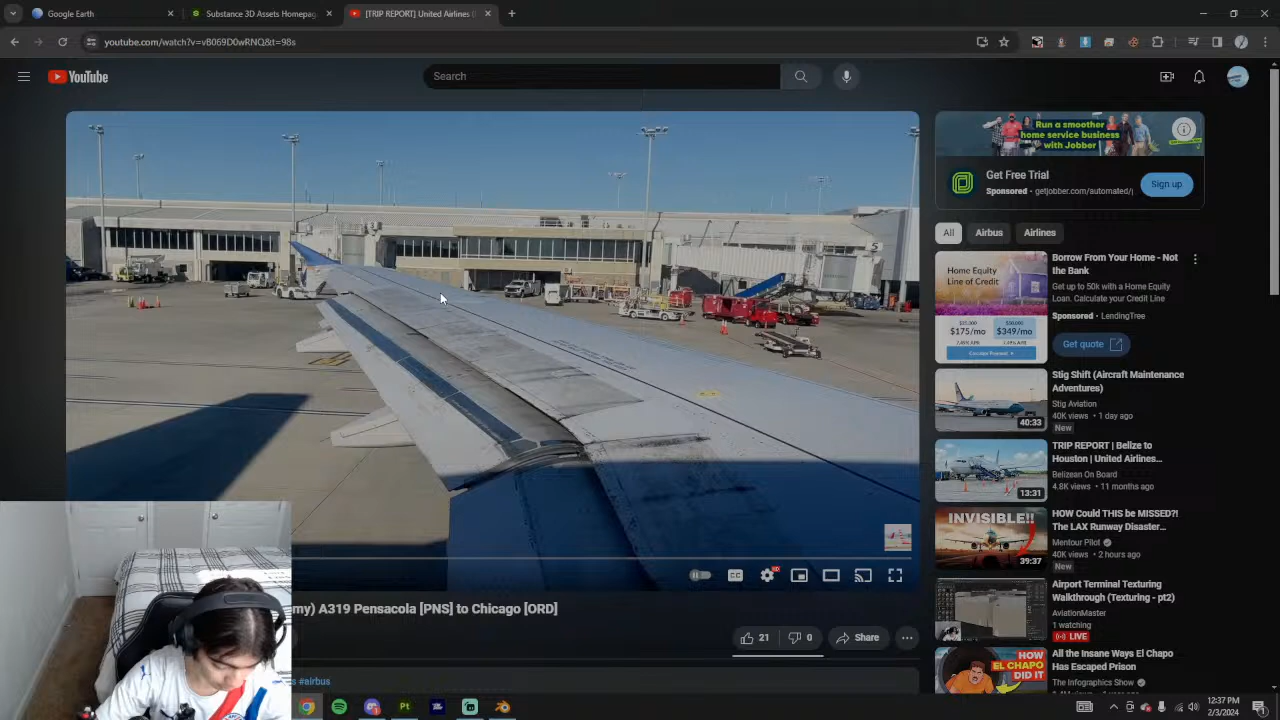 Google Earth
Substance 3D Assets Homepag
[TRIP REPORT] United Airlines (
youtube.com/watch?v=vB069D0wRNQ&t=98s
YouTube
Search
Run a smoother
home service business
with Jobber
Get Free Trial
Sponsored • getjobber.com/automated/
Sign up
All
Airbus
Airlines
Home Equity
Line of Credit
$175/mo
$349/mo
Borrow From Your Home - Not
the Bank
Get up to 50k with a Home Equity
Loan. Calculate your Credit Line
Sponsored • LendingTree
Get quote
Stig Shift (Aircraft Maintenance
Adventures)
Stig Aviation
40K views • 1 day ago
New
40:33
TRIP REPORT | Belize to
Houston | United Airlines...
Belizean On Board
4.8K views • 11 months ago
13:31
INVISIBLE!!
HOW Could THIS be MISSED?!
The LAX Runway Disaster...
Mentour Pilot
40K views • 2 hours ago
New
39:37
Airport Terminal Texturing
Walkthrough (Texturing - pt2)
AviationMaster
1 watching
LIVE
HOW
EL CHAPO
DID IT
All the Insane Ways El Chapo
Has Escaped Prison
The Infographics Show
CC
HD
my) A319 Pensacola [PNS] to Chicago [ORD]
21
0
Share
#airbus
12:37 PM
2/3/2024